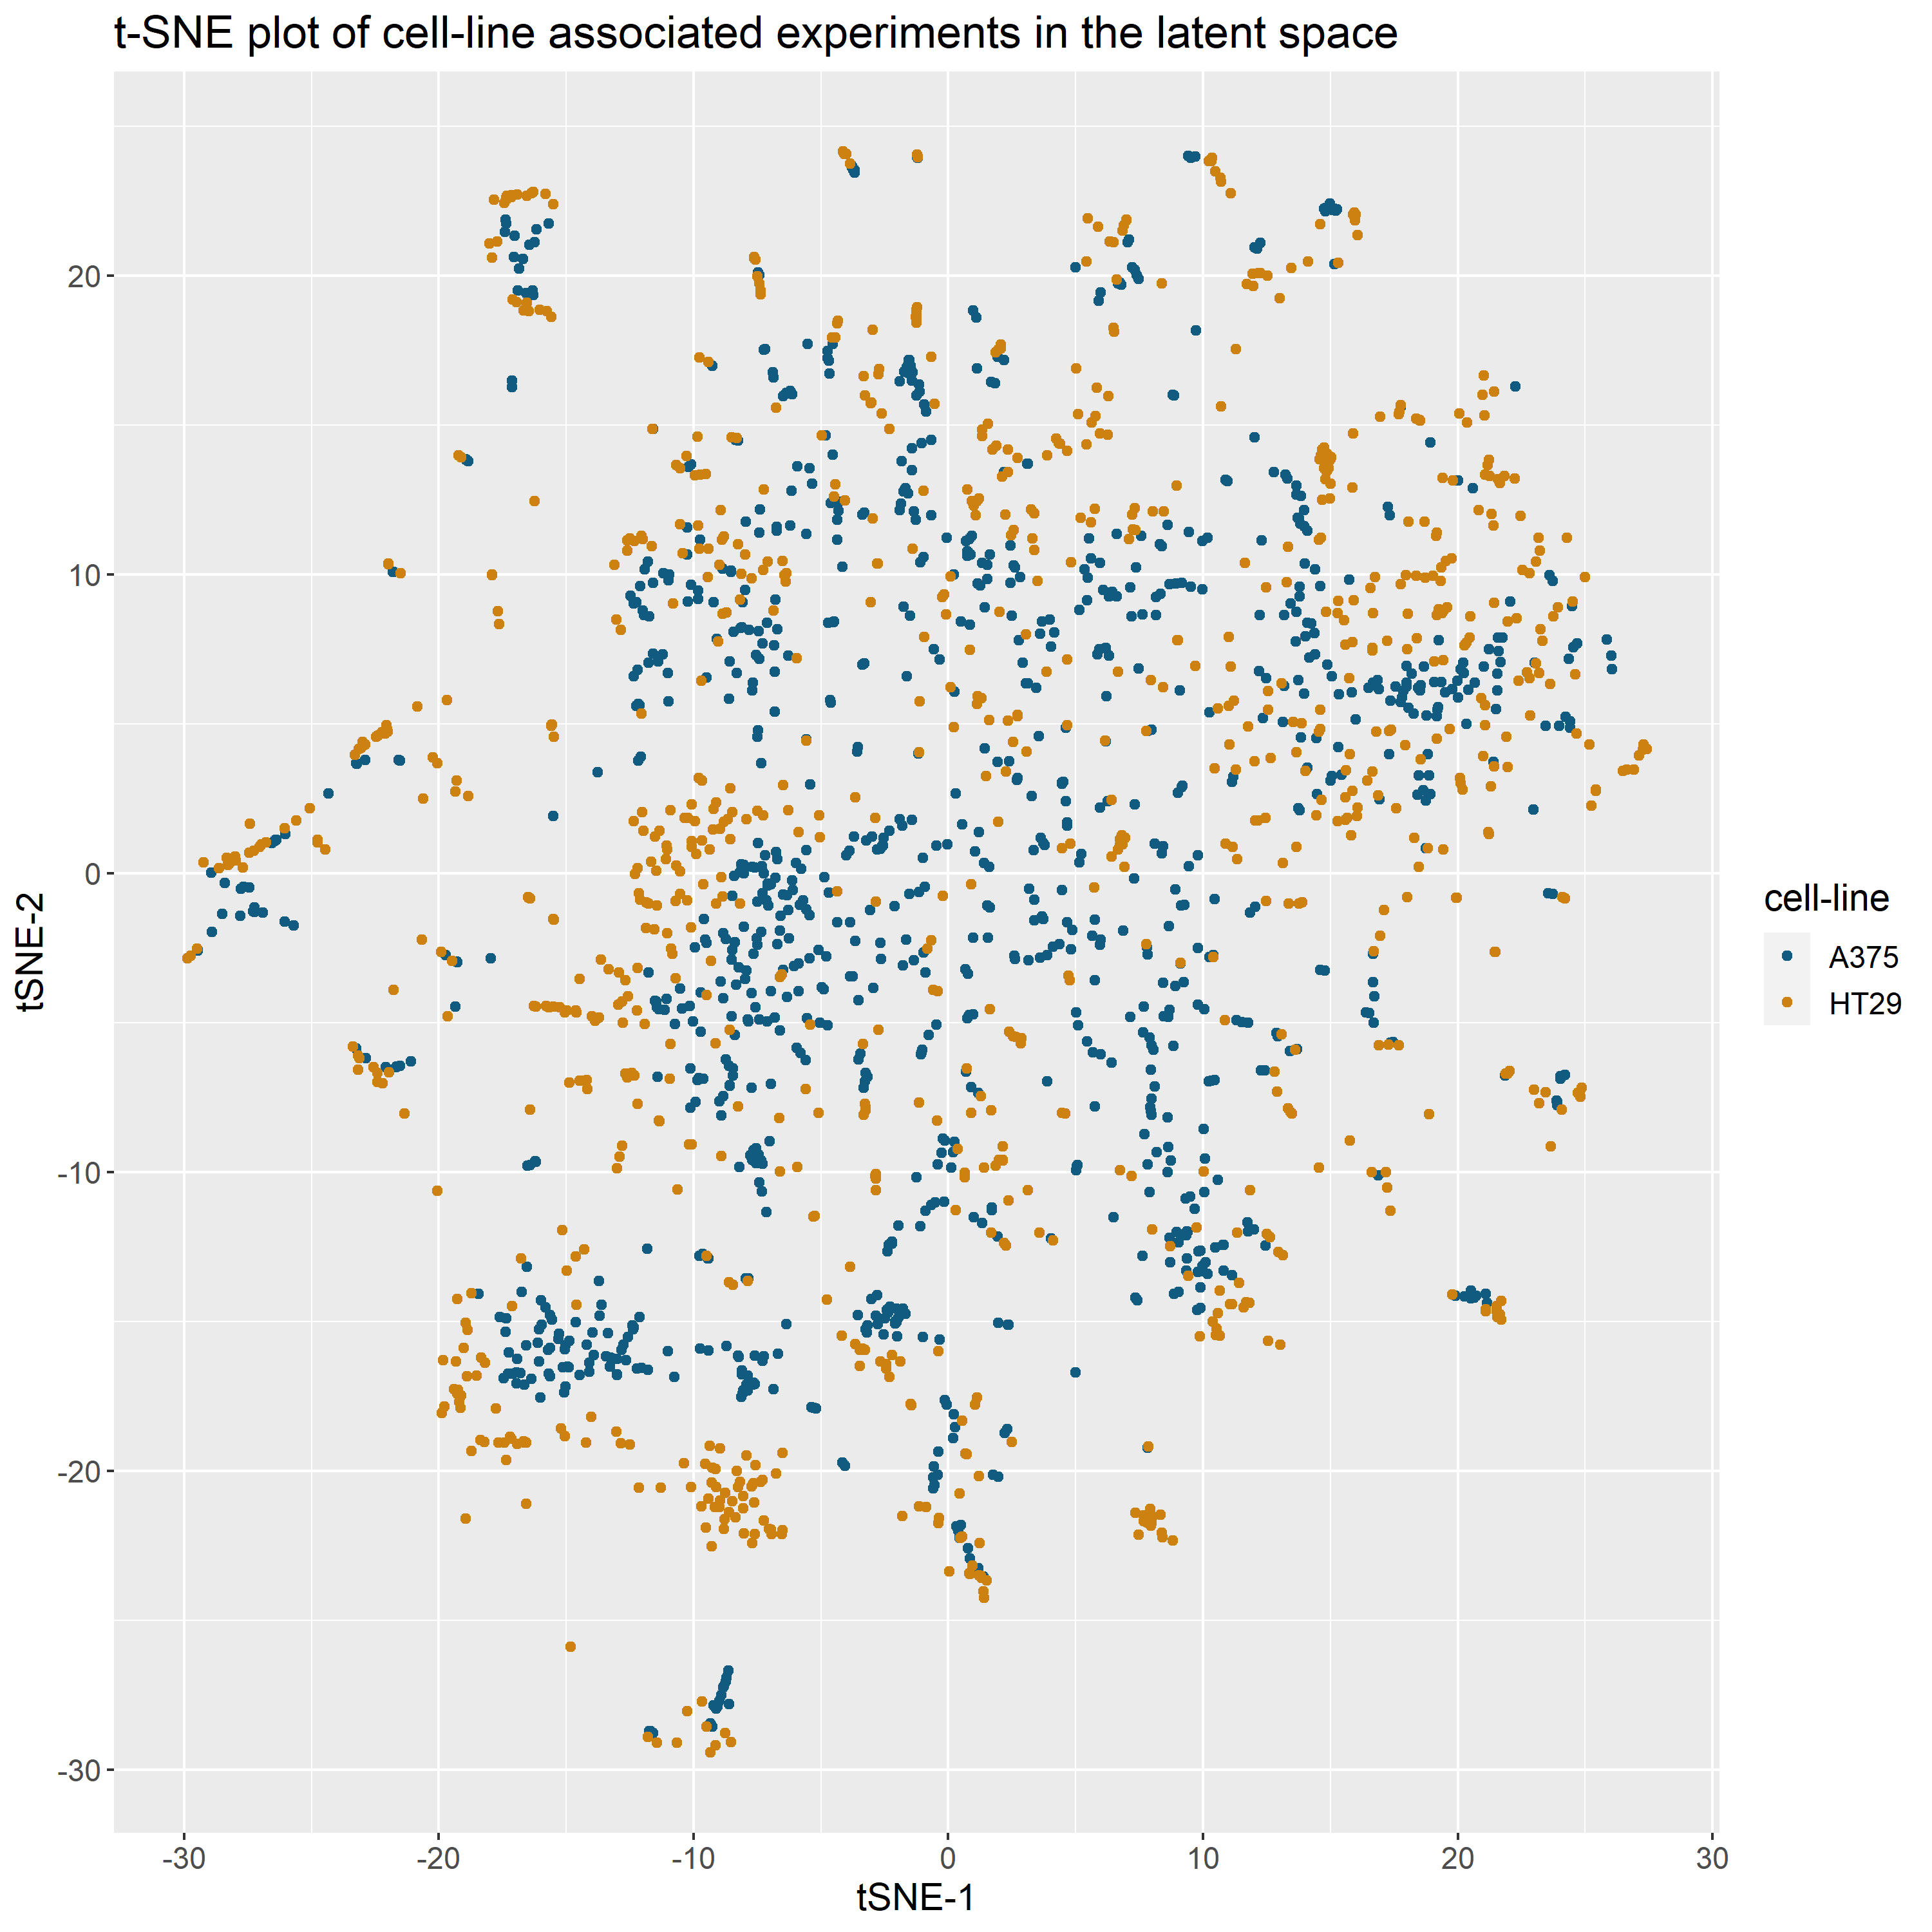 t-SNE plot of cell-line associated experiments in the latent space
20
10
0
-10
-20
-30
tSNE-2
-30 -20 -10 0 10 20 30
tSNE-1
cell-line
A375
HT29